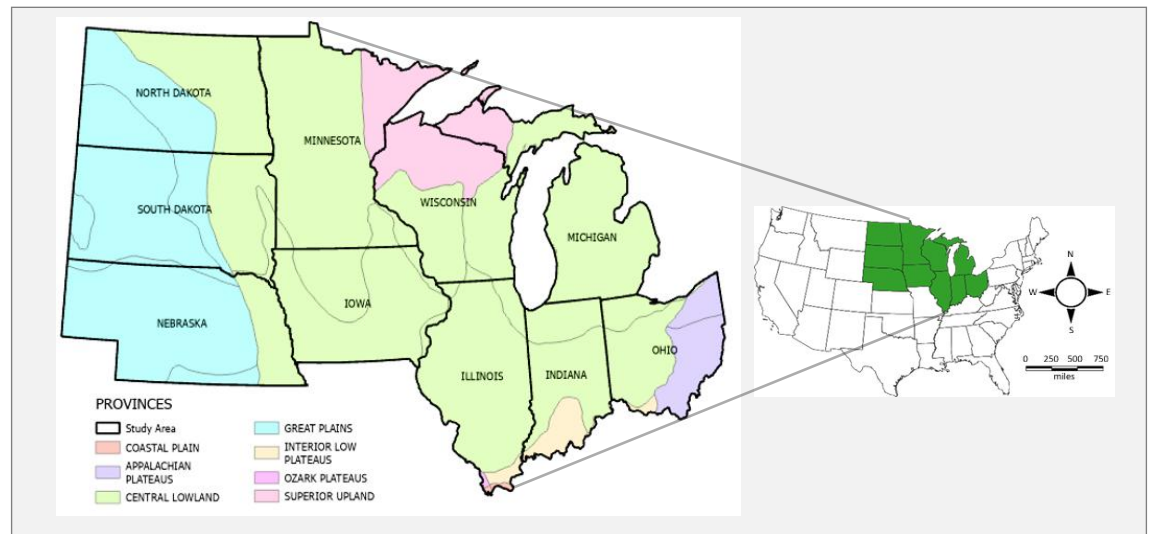 NORTH DAKOTA
MINNESOTA
SOUTH DAKOTA
WISCONSIN
MICHIGAN
IOWA
NEBRASKA
ILLINOIS
INDIANA
OHIO
PROVINCES
Study Area
COASTAL PLAIN
APPALACHIAN
PLATEAUS
CENTRAL LOWLAND
GREAT PLAINS
INTERIOR LOW
PLATEAUS
OZARK PLATEAUS
SUPERIOR UPLAND
N
W
E
S
0 250 500 750
miles